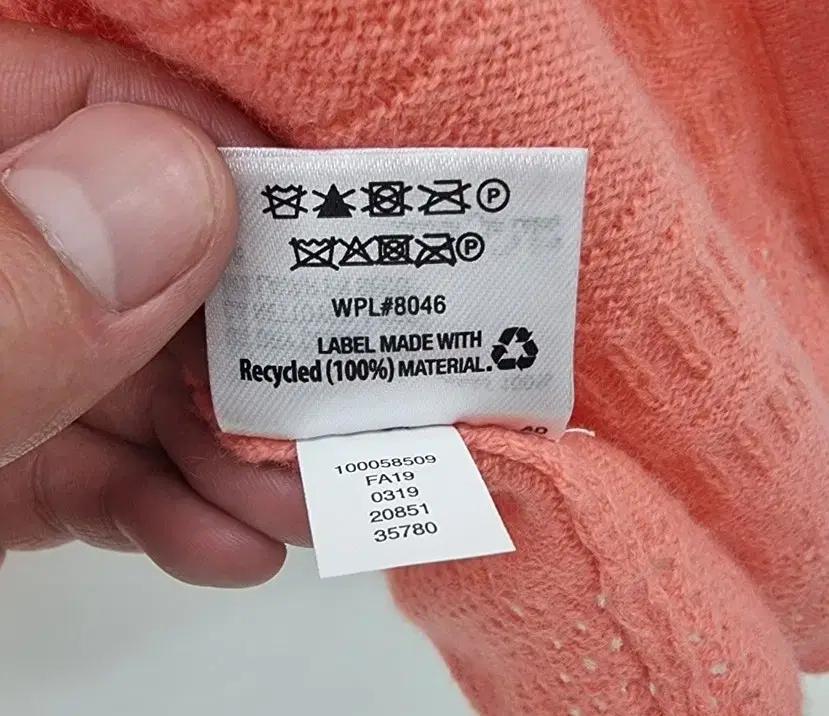 P
P
WPL#8046
LABEL MADE WITH
Recycled (100%) MATERIAL.
100058509
FA19
0319
20851
35780